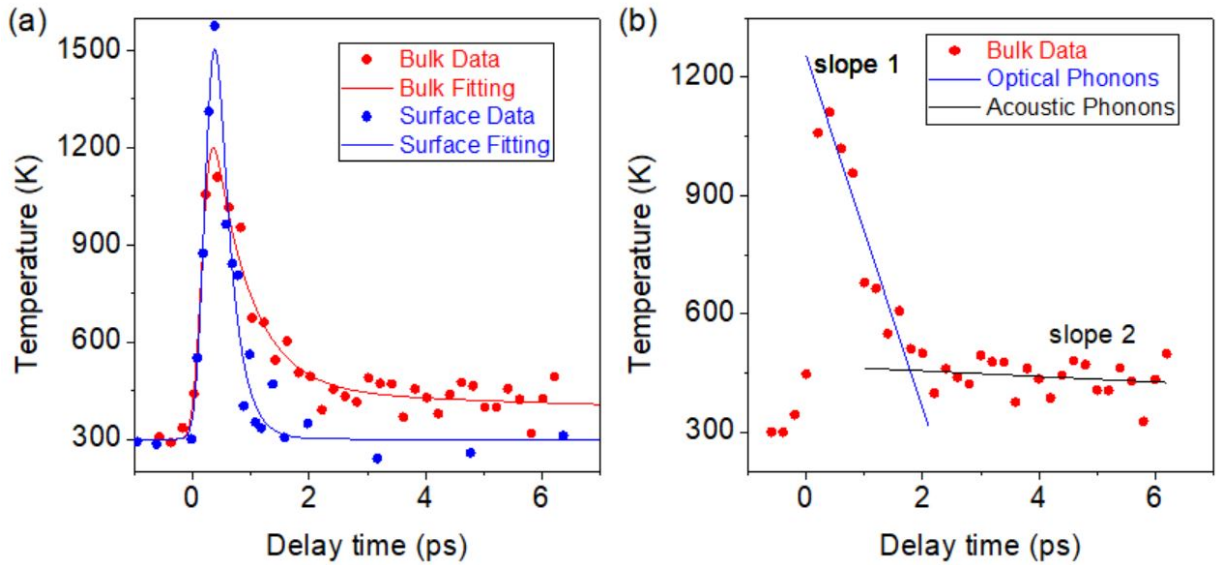 (a)
Temperature (K)
1500
1200
900
600
300
Bulk Data
Bulk Fitting
Surface Data
Surface Fitting
0
2
4
6
Delay time (ps)
(b)
Temperature (K)
1200
900
600
300
slope 1
Bulk Data
Optical Phonons
Acoustic Phonons
slope 2
0
2
4
6
Delay time (ps)